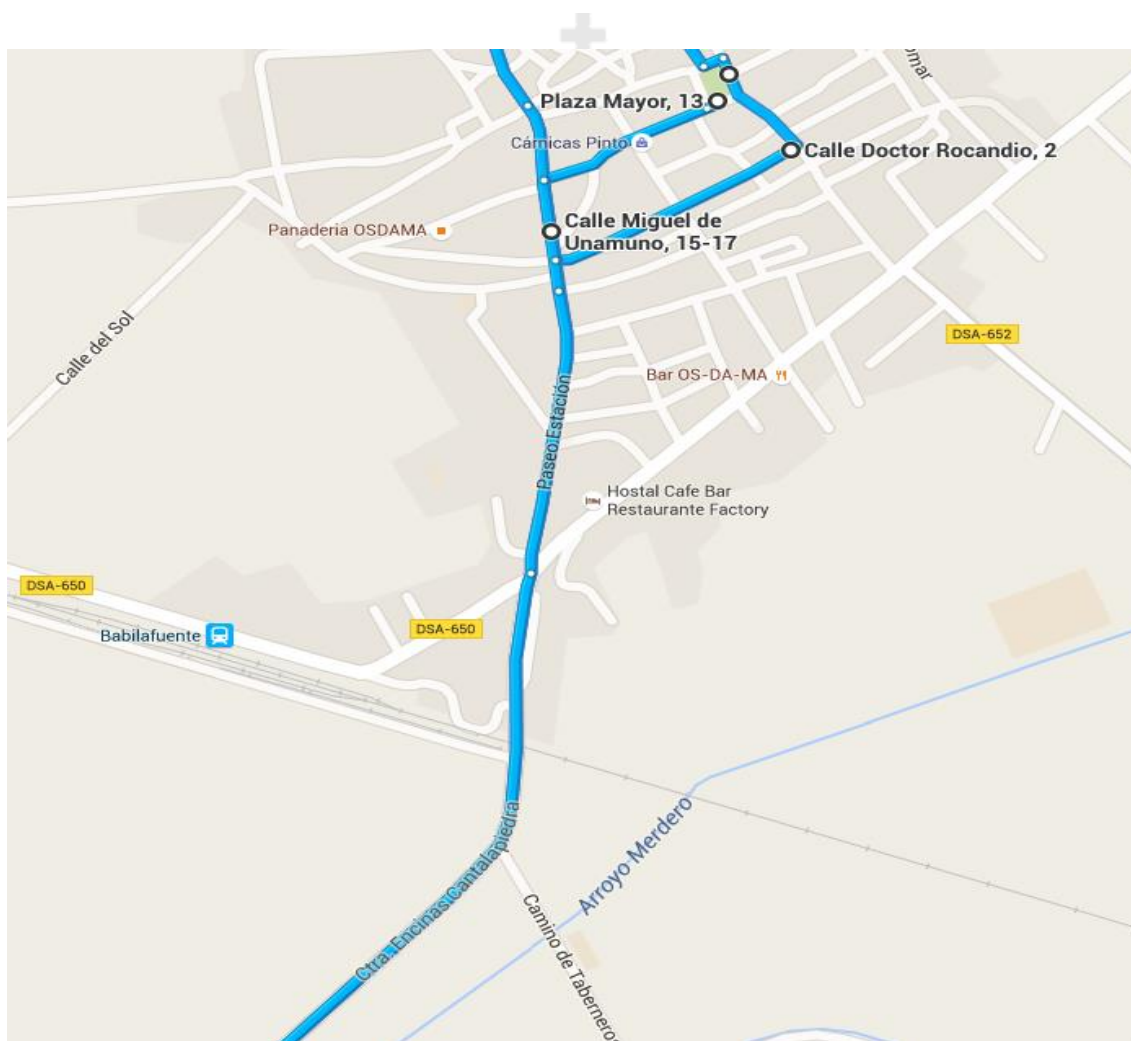 omar
Plaza Mayor, 13
Cárnicas Pinto
Calle Doctor Rocandio, 2
Calle Miguel de
Unamuno, 15-17
Panaderia OSDAMA
Calle del Sol
DSA-652
Bar OS-DA-MA
Paseo Estación
Hostal Cafe Bar
Restaurante Factory
DSA-650
DSA-650
Babilafuente
Arroyo Merdero
Ctra. Encinas Cantalapiedra
Camino de Taberneros